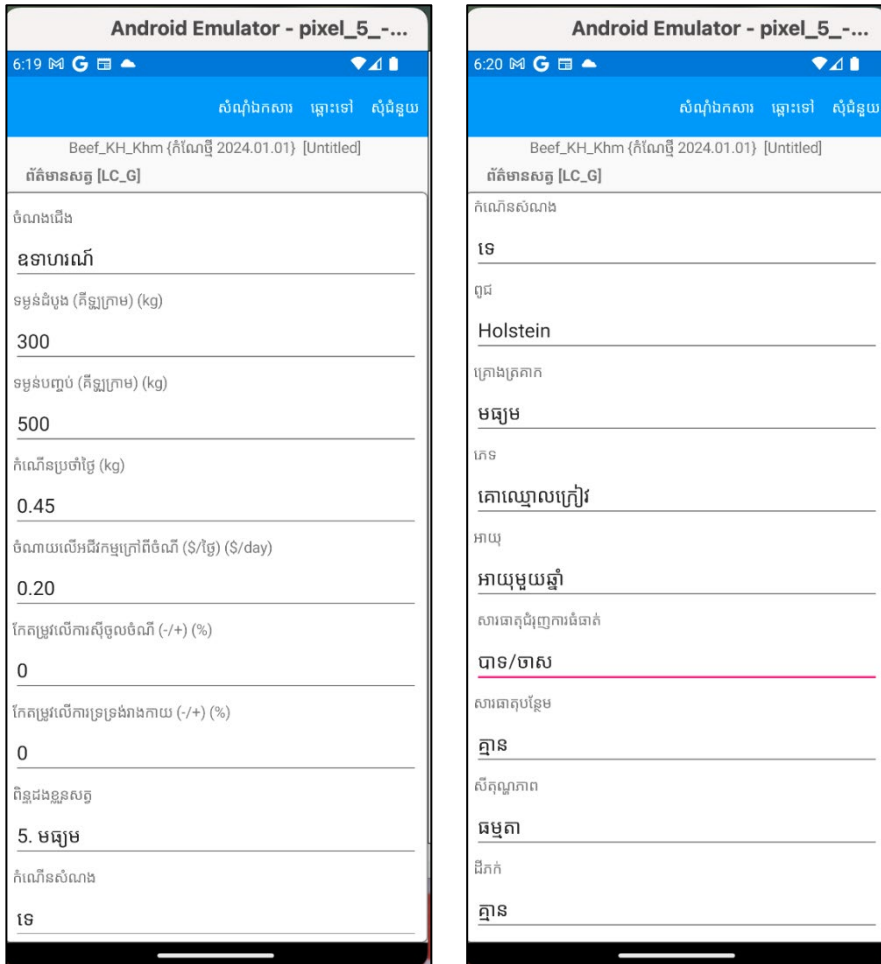 Android Emulator - pixel_5_-...
6:19
សំណុំឯកសារ ឆ្ពោះទៅ សុំជំនួយ
Beef_KH_Khm {កំណែថ្មី 2024.01.01} [Untitled]
ព័ត៌មានសត្វ [LC_G]
ចំណងជើង
ឧទាហរណ៍
ទម្ងន់ដំបូង (គីឡូក្រាម) (kg)
300
ទម្ងន់បញ្ចប់ (គីឡូក្រាម) (kg)
500
កំណើនប្រចាំថ្ងៃ (kg)
0.45
ចំណាយលើអជីវកម្មក្រៅពីចំណី ($/ថ្ងៃ) ($/day)
0.20
កែតម្រូវលើការស៊ីចូលចំណី (-/+) (%)
0
កែតម្រូវលើការទ្រទ្រង់រាងកាយ (-/+) (%)
0
ពិន្ទុដងខ្លួនសត្វ
5. មធ្យម
កំណើនសំណង
ទេ
Android Emulator - pixel_5_-...
6:20
សំណុំឯកសារ ឆ្ពោះទៅ សុំជំនួយ
Beef_KH_Khm {កំណែថ្មី 2024.01.01} [Untitled]
ព័ត៌មានសត្វ [LC_G]
កំណើនសំណង
ទេ
ពូជ
Holstein
គ្រោងត្រគាក
មធ្យម
ភេទ
គោឈ្មោលក្រៀវ
អាយុ
អាយុមួយឆ្នាំ
សារធាតុជំរុញការធំធាត់
បាទ/ចាស
សារធាតុបន្ថែម
គ្មាន
សីតុណ្ហភាព
ធម្មតា
ដីភក់
គ្មាន